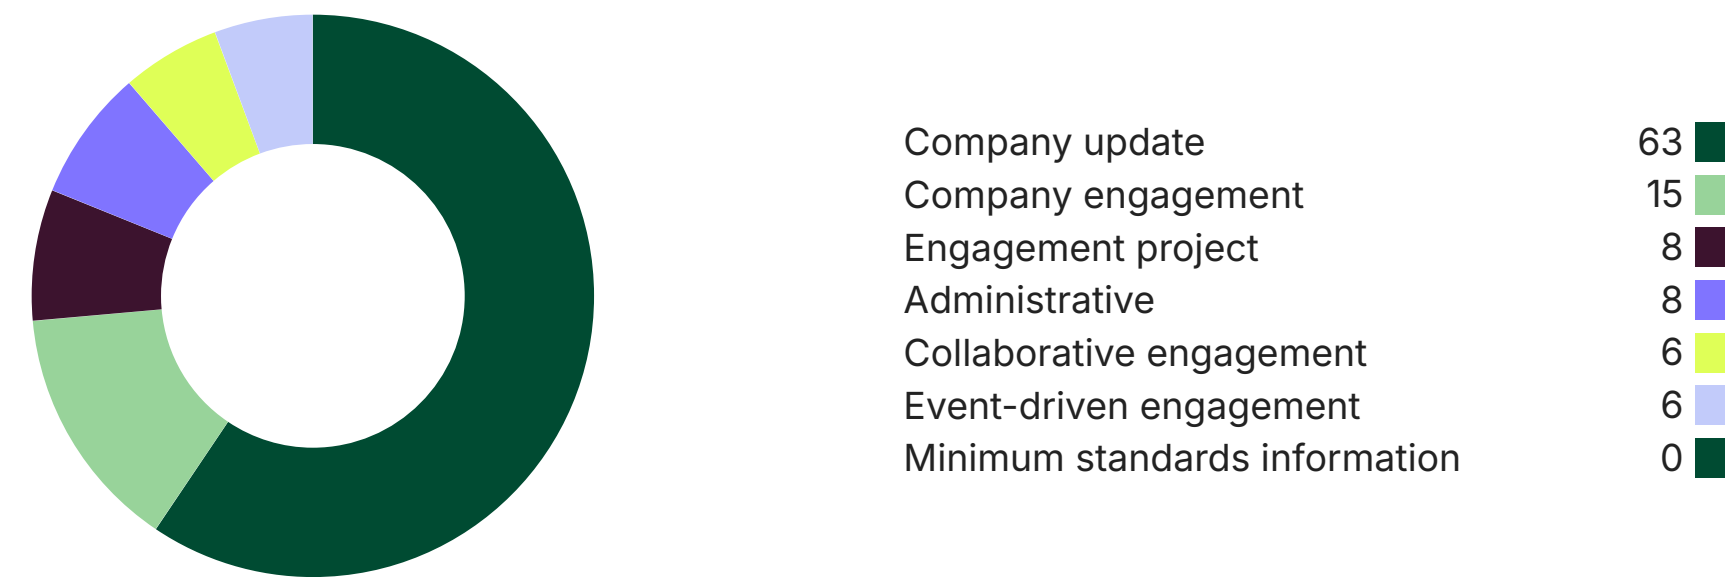 Company update 63
Company engagement 15
Engagement project 8
Administrative 8
Collaborative engagement 6
Event-driven engagement 6
Minimum standards information 0